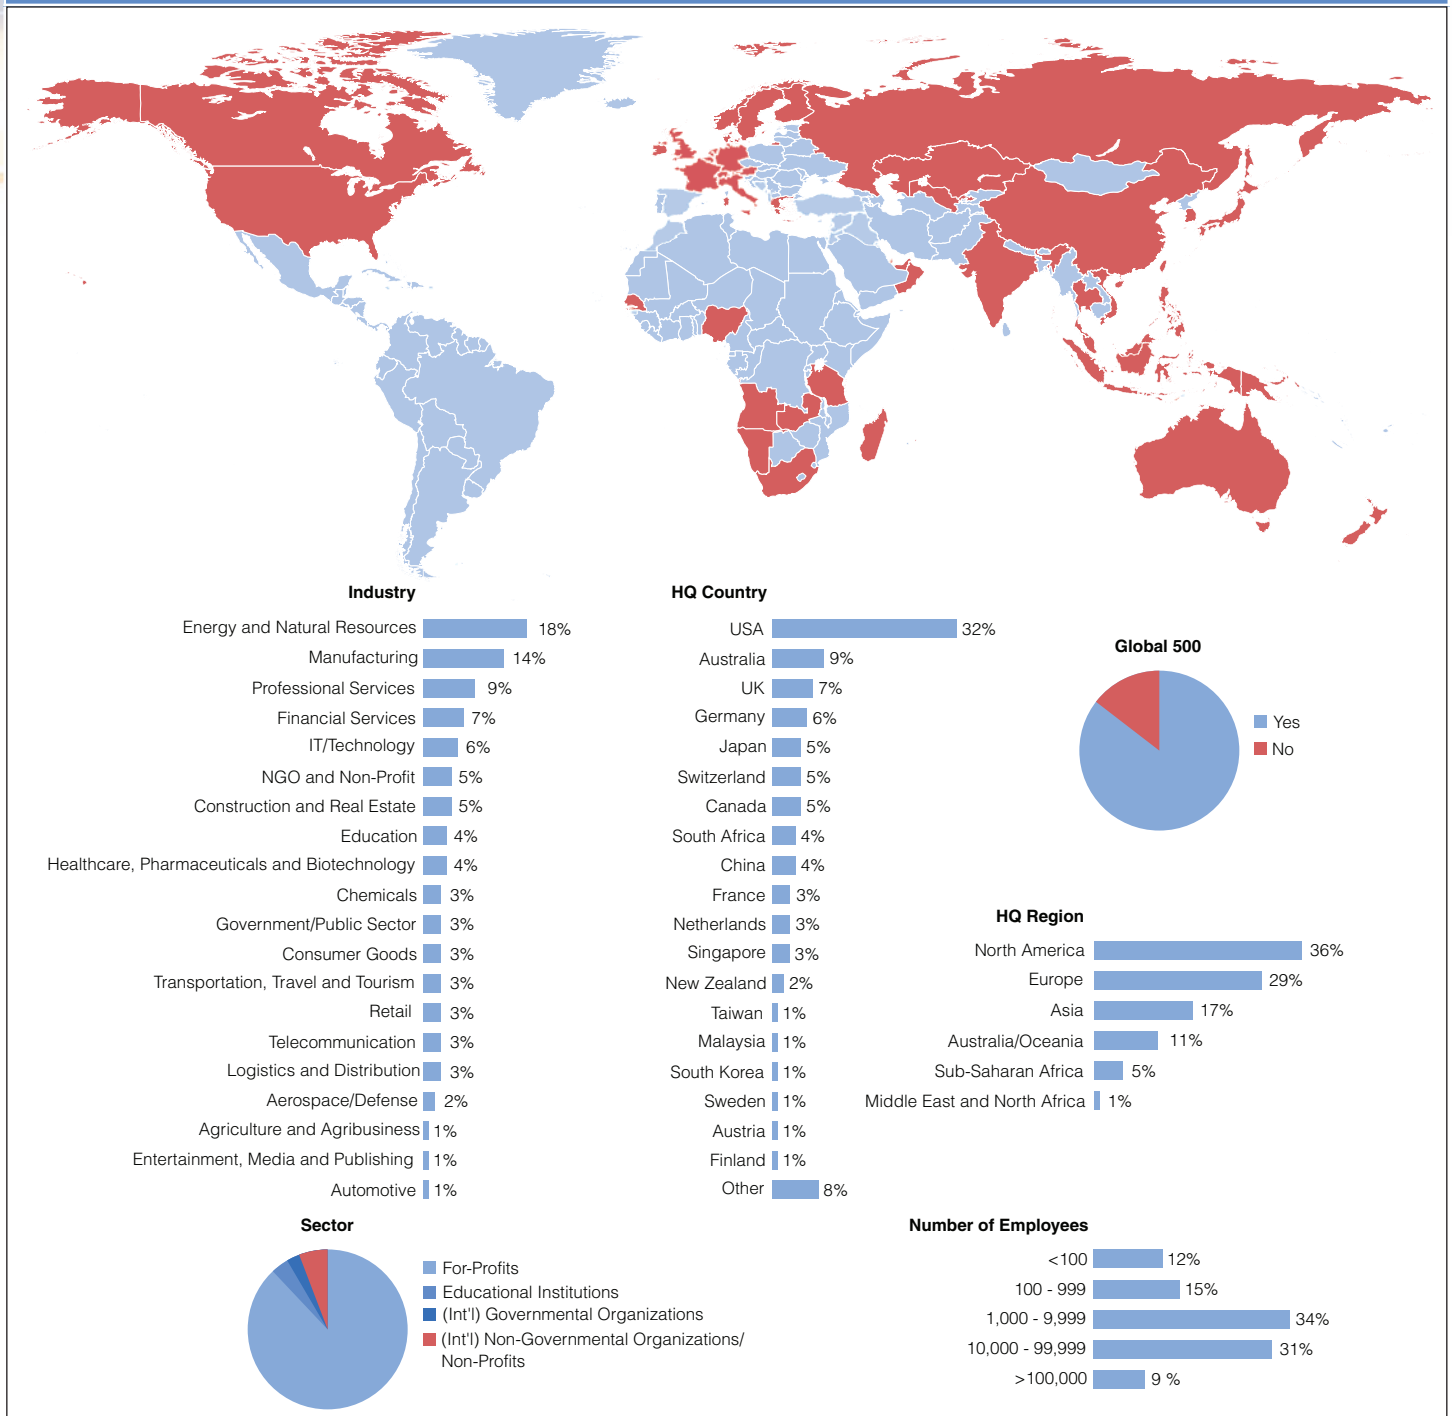 Industry
Energy and Natural Resources 18%
Manufacturing 14%
Professional Services 9%
Financial Services 7%
IT/Technology 6%
NGO and Non-Profit 5%
Construction and Real Estate 5%
Education 4%
Healthcare, Pharmaceuticals and Biotechnology 4%
Chemicals 3%
Government/Public Sector 3%
Consumer Goods 3%
Transportation, Travel and Tourism 3%
Retail 3%
Telecommunication 3%
Logistics and Distribution 3%
Aerospace/Defense 2%
Agriculture and Agribusiness 1%
Entertainment, Media and Publishing 1%
Automotive 1%
HQ Country
USA 32%
Australia 9%
UK 7%
Germany 6%
Japan 5%
Switzerland 5%
Canada 5%
South Africa 4%
China 4%
France 3%
Netherlands 3%
Singapore 3%
New Zealand 2%
Taiwan 1%
Malaysia 1%
South Korea 1%
Sweden 1%
Austria 1%
Finland 1%
Other 8%
Global 500
Yes
No
HQ Region
North America 36%
Europe 29%
Asia 17%
Australia/Oceania 11%
Sub-Saharan Africa 5%
Middle East and North Africa 1%
Sector
For-Profits
Educational Institutions
(Int'l) Governmental Organizations
(Int'l) Non-Governmental Organizations/
Non-Profits
Number of Employees
<100 12%
100 - 999 15%
1,000 - 9,999 34%
10,000 - 99,999 31%
>100,000 9 %